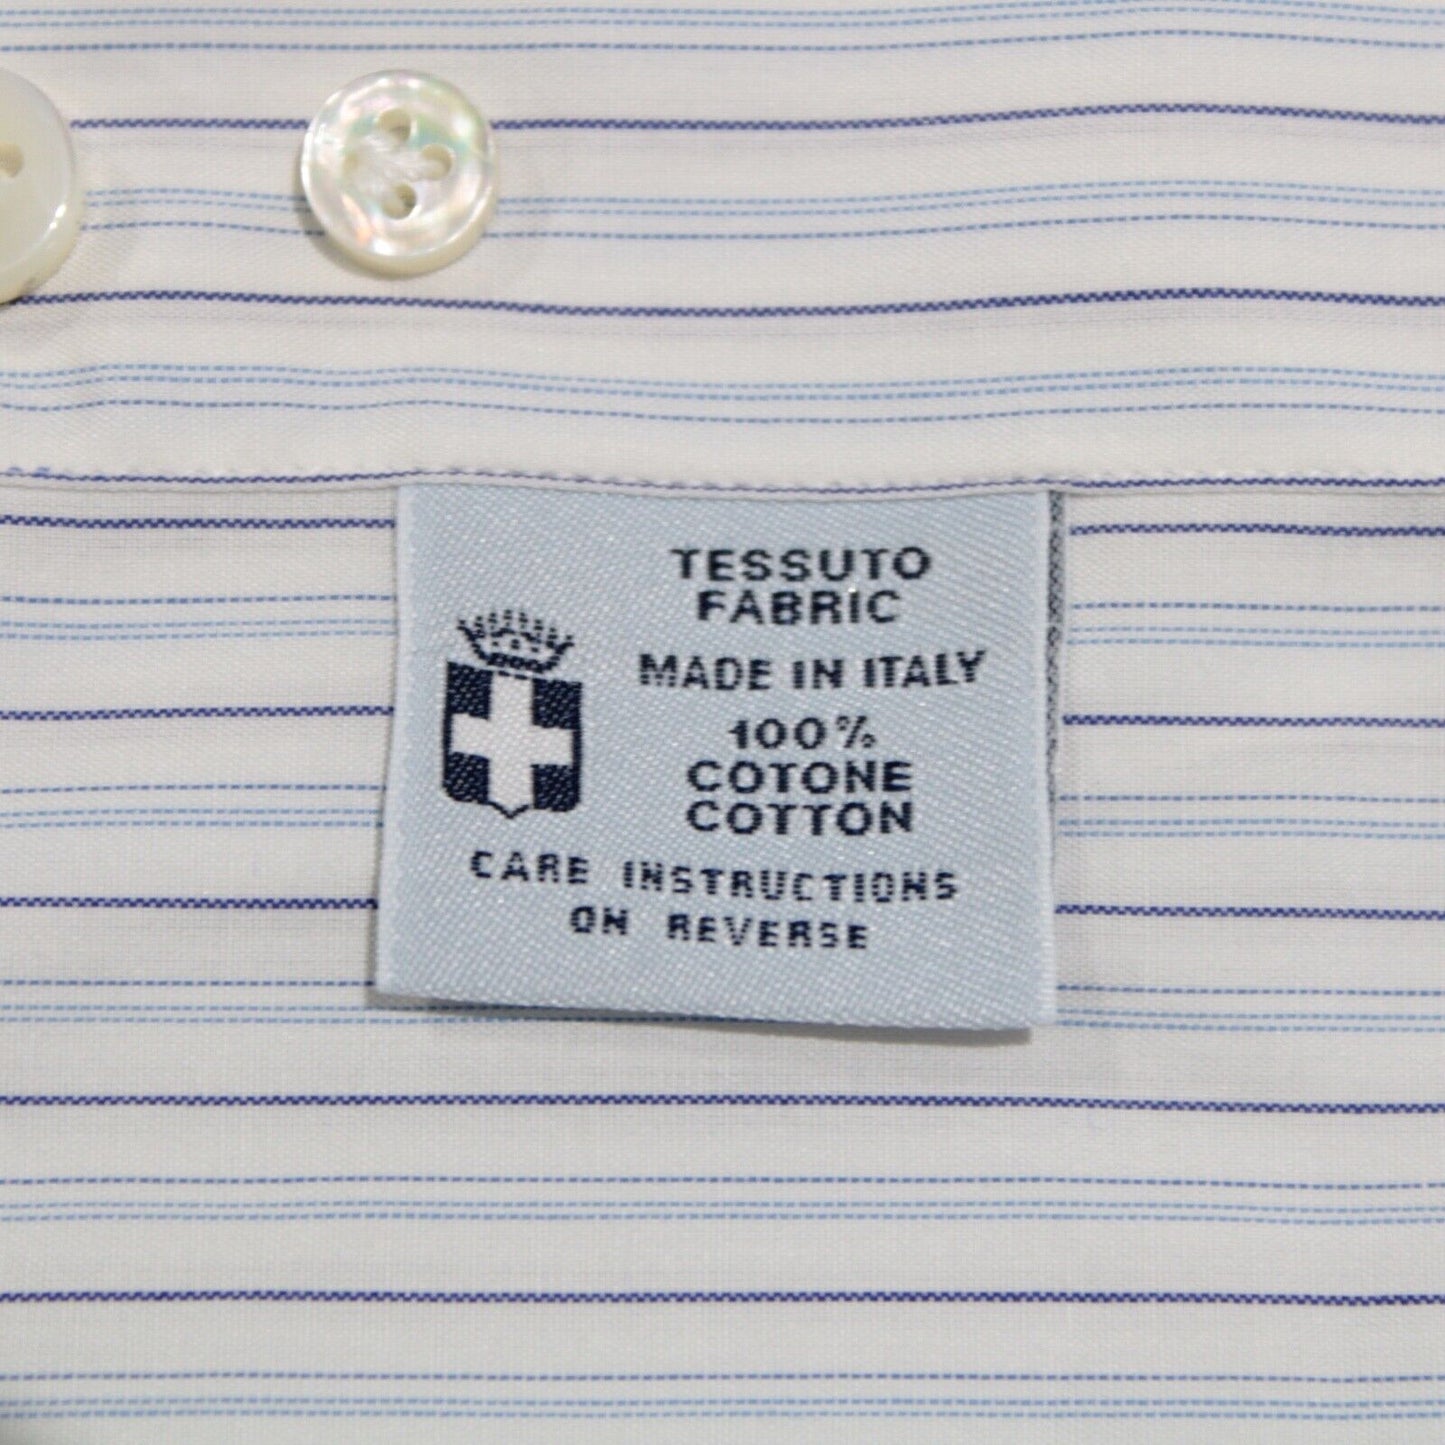 TESSUTO
FABRIC
MADE IN ITALY
100%
COTONE
COTTON
CARE INSTRUCTIONS
ON REVERSE